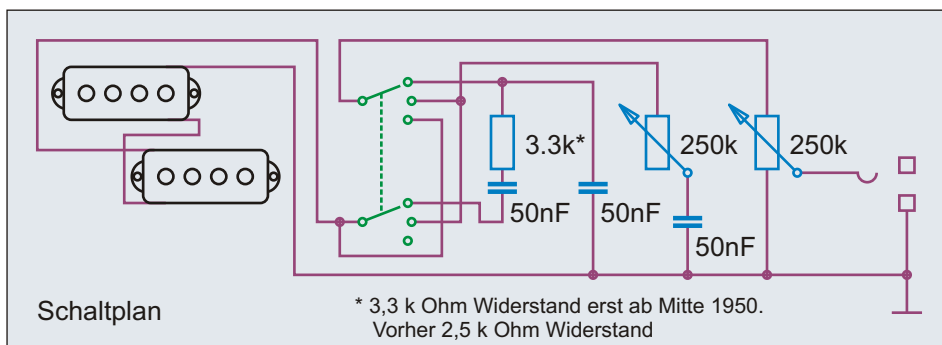 3.3k*
250k
250k
50nF
50nF
50nF
Schaltplan
* 3,3 k Ohm Widerstand erst ab Mitte 1950.
Vorher 2,5 k Ohm Widerstand